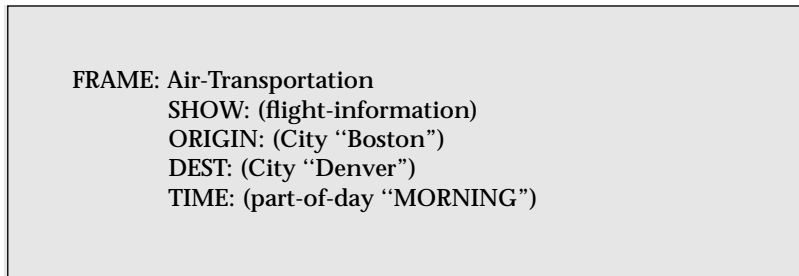 FRAME: Air-Transportation
SHOW: (flight-information)
ORIGIN: (City ‘‘Boston”)
DEST: (City ‘‘Denver”)
TIME: (part-of-day ‘‘MORNING”)